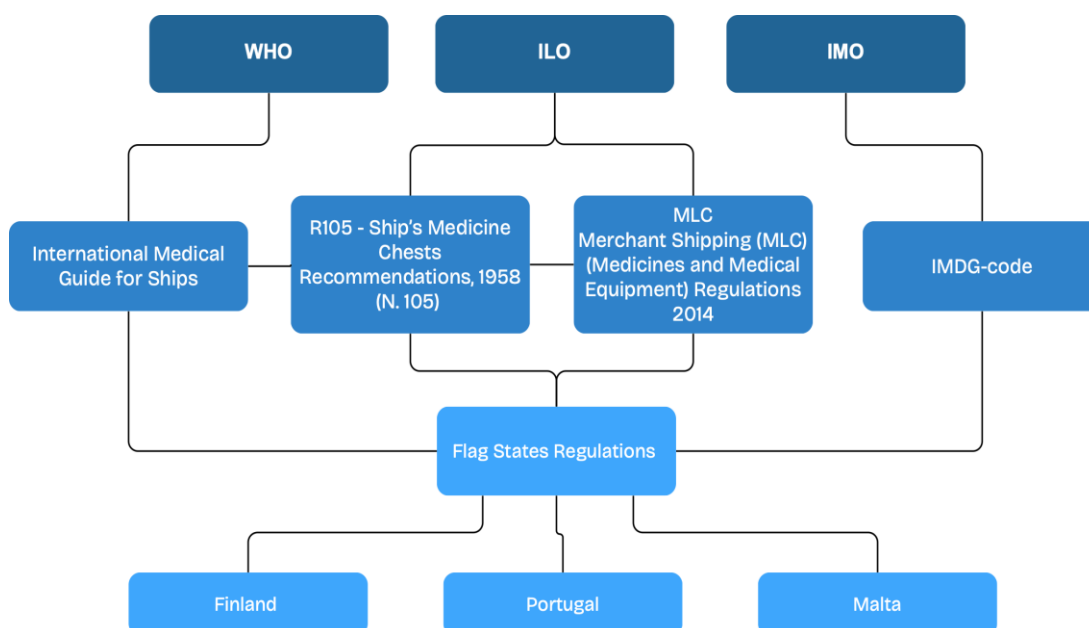 WHO
ILO
IMO
International Medical
Guide for Ships
R105 - Ship's Medicine
Chests
Recommendations, 1958
(N. 105)
MLC
Merchant Shipping (MLC)
(Medicines and Medical
Equipment) Regulations
2014
IMDG-code
Flag States Regulations
Finland
Portugal
Malta